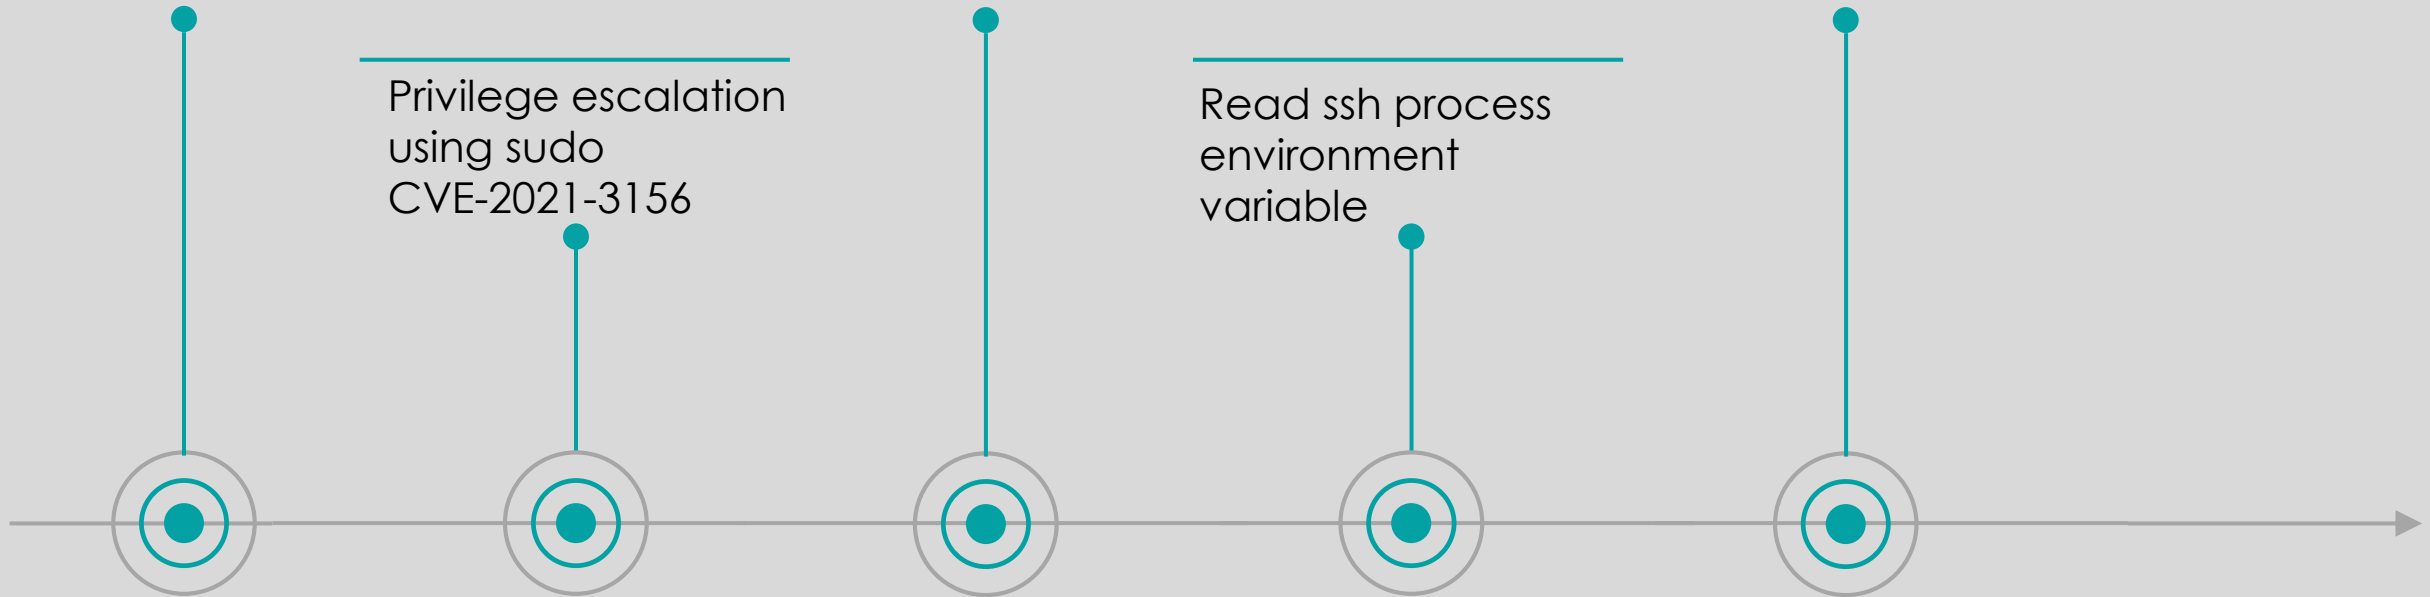 Privilege escalation
using sudo
CVE-2021-3156
Read ssh process
environment
variable